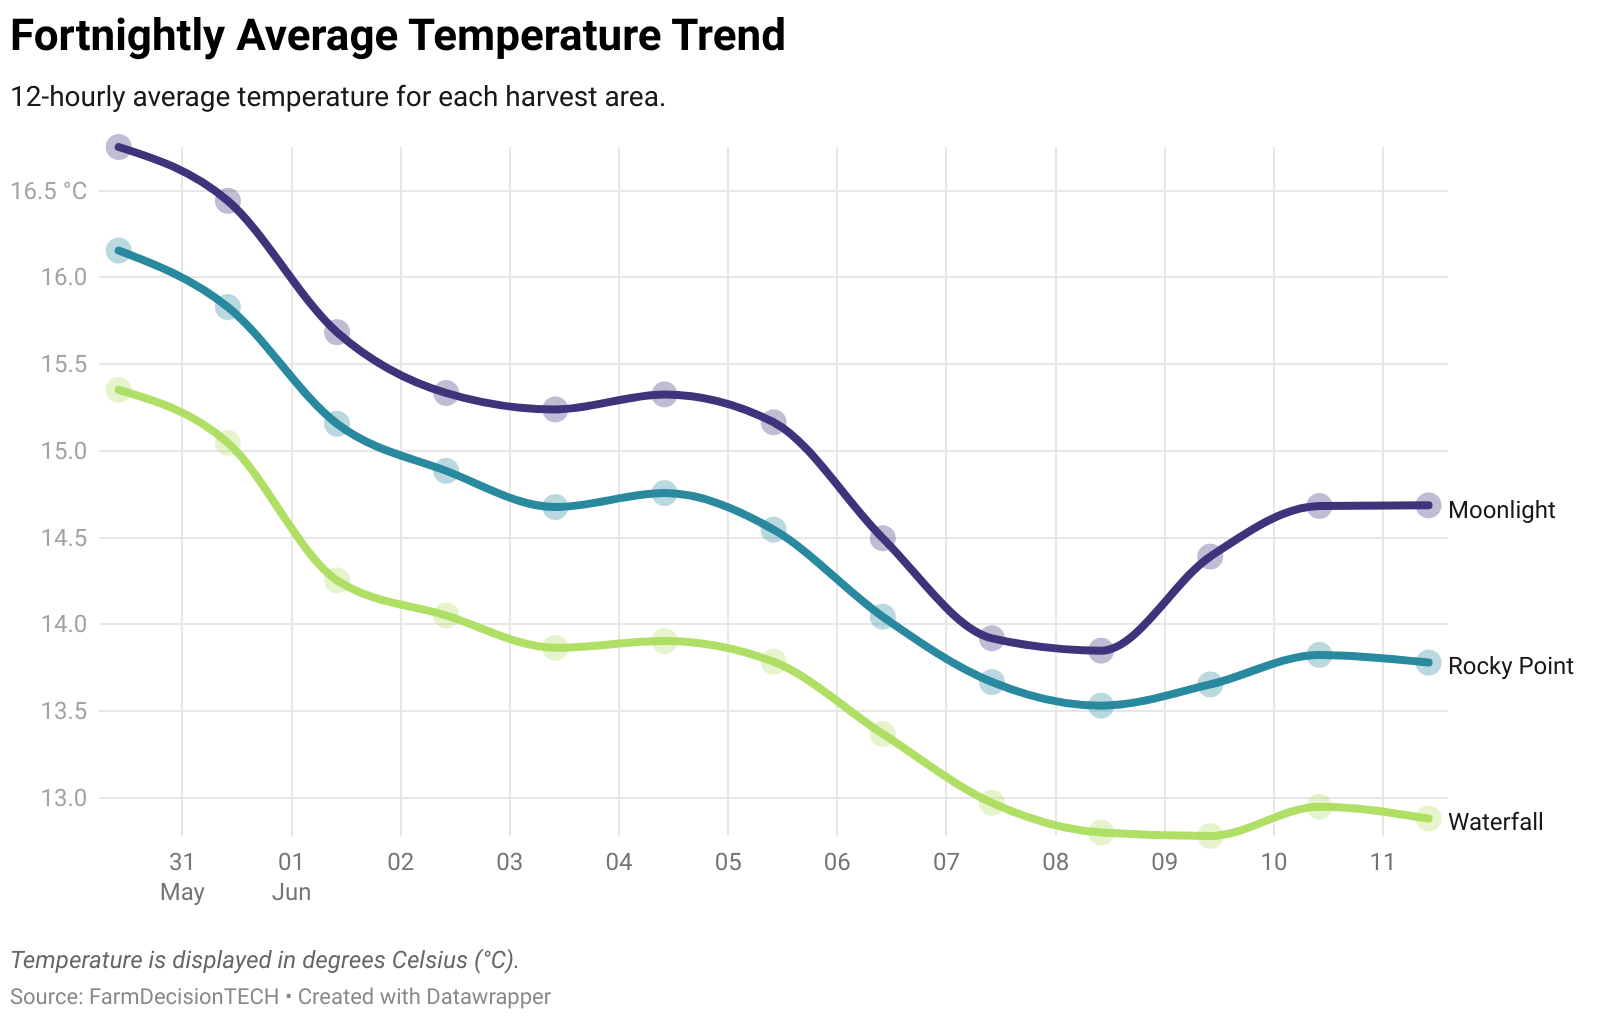 Fortnightly Average Temperature Trend
12-hourly average temperature for each harvest area.
16.5 °C
16.0
15.5
15.0
14.5
14.0
13.5
13.0
Moonlight
Rocky Point
Waterfall
31 01 02 03 04 05 06 07 08 09 10 11
May Jun
Temperature is displayed in degrees Celsius (°C).
Source: FarmDecisionTECH • Created with Datawrapper